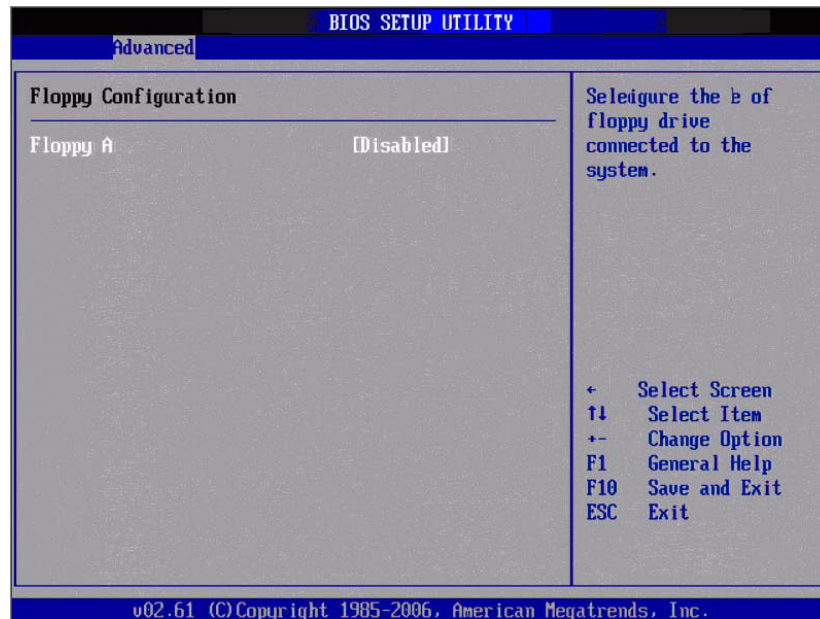 BIOS SETUP UTILITY
Advanced
Floppy Configuration
Floppy A [Disabled]
the of
floppy drive
connected to the
system.
← Select Screen
↑↓ Select Item
+- Change Option
F1 General Help
F10 Save and Exit
ESC Exit
v02.61 (C)Copyright 1985-2006, American Megatrends, Inc.